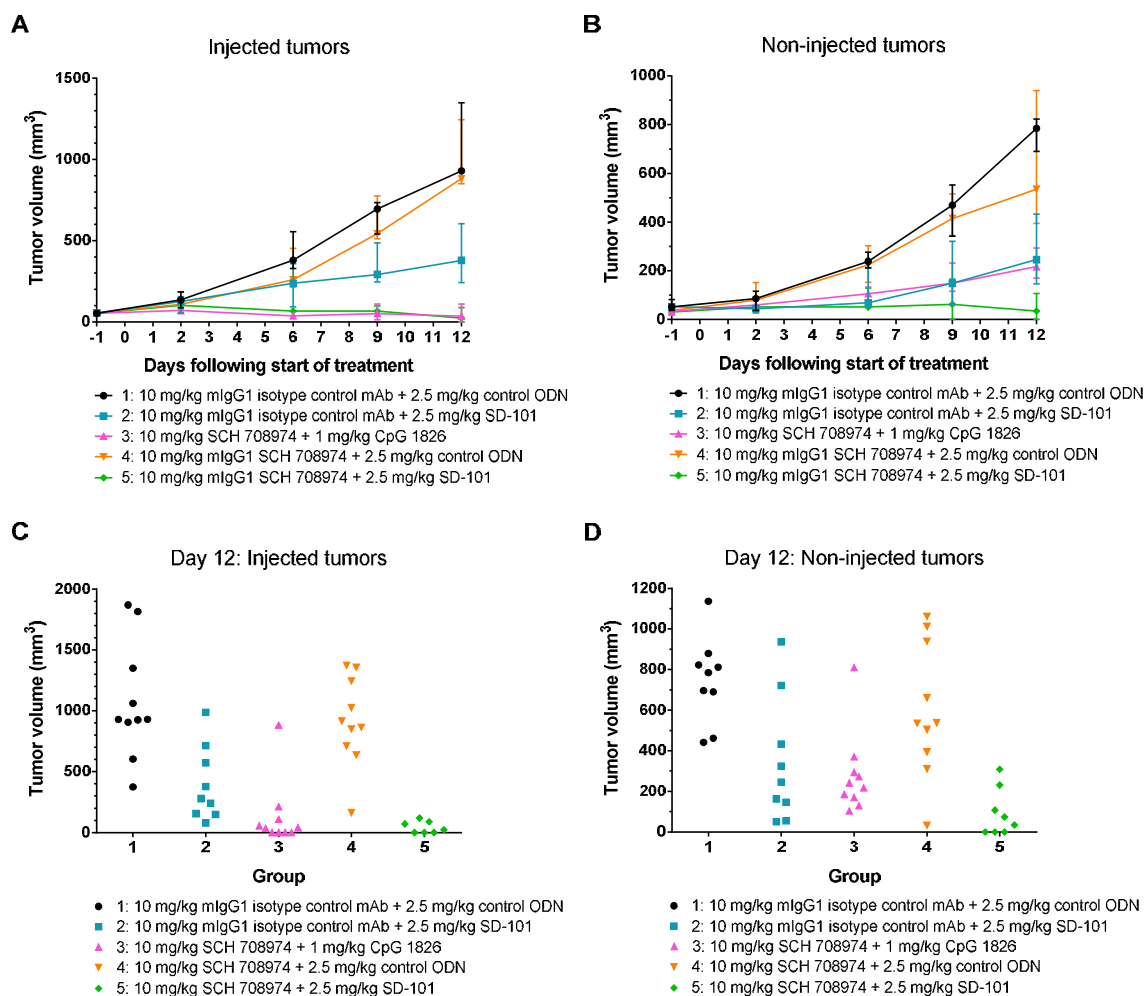 A
Injected tumors
Tumor volume (mm³)
1500
1000
500
0
-1 0 1 2 3 4 5 6 7 8 9 10 11 12
Days following start of treatment
1: 10 mg/kg mIgG1 isotype control mAb + 2.5 mg/kg control ODN
2: 10 mg/kg mIgG1 isotype control mAb + 2.5 mg/kg SD-101
3: 10 mg/kg SCH 708974 + 1 mg/kg CpG 1826
4: 10 mg/kg mIgG1 SCH 708974 + 2.5 mg/kg control ODN
5: 10 mg/kg mIgG1 SCH 708974 + 2.5 mg/kg SD-101
B
Non-injected tumors
Tumor volume (mm³)
1000
800
600
400
200
0
-1 0 1 2 3 4 5 6 7 8 9 10 11 12
Days following start of treatment
1: 10 mg/kg mIgG1 isotype control mAb + 2.5 mg/kg control ODN
2: 10 mg/kg mIgG1 isotype control mAb + 2.5 mg/kg SD-101
3: 10 mg/kg SCH 708974 + 1 mg/kg CpG 1826
4: 10 mg/kg mIgG1 SCH 708974 + 2.5 mg/kg control ODN
5: 10 mg/kg mIgG1 SCH 708974 + 2.5 mg/kg SD-101
C
Day 12: Injected tumors
Tumor volume (mm³)
2000
1500
1000
500
0
1 2 3 4 5
Group
1: 10 mg/kg mIgG1 isotype control mAb + 2.5 mg/kg control ODN
2: 10 mg/kg mIgG1 isotype control mAb + 2.5 mg/kg SD-101
3: 10 mg/kg SCH 708974 + 1 mg/kg CpG 1826
4: 10 mg/kg SCH 708974 + 2.5 mg/kg control ODN
5: 10 mg/kg SCH 708974 + 2.5 mg/kg SD-101
D
Day 12: Non-injected tumors
Tumor volume (mm³)
1200
1000
800
600
400
200
0
1 2 3 4 5
Group
1: 10 mg/kg mIgG1 isotype control mAb + 2.5 mg/kg control ODN
2: 10 mg/kg mIgG1 isotype control mAb + 2.5 mg/kg SD-101
3: 10 mg/kg SCH 708974 + 1 mg/kg CpG 1826
4: 10 mg/kg SCH 708974 + 2.5 mg/kg control ODN
5: 10 mg/kg SCH 708974 + 2.5 mg/kg SD-101